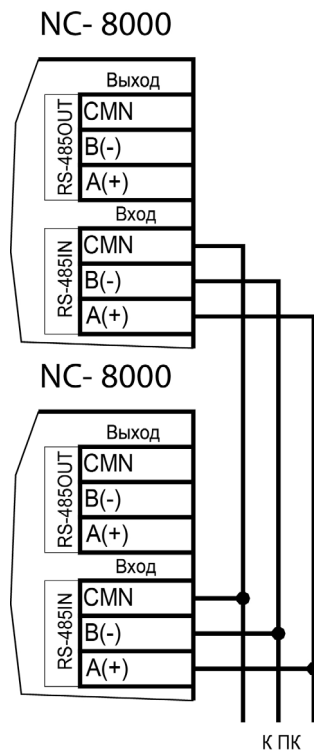 NC- 8000
Выход
RS-485OUT
CMN
B(-)
A(+)
Вход
RS-485IN
CMN
B(-)
A(+)
NC- 8000
Выход
RS-485OUT
CMN
B(-)
A(+)
Вход
RS-485IN
CMN
B(-)
A(+)
К ПК